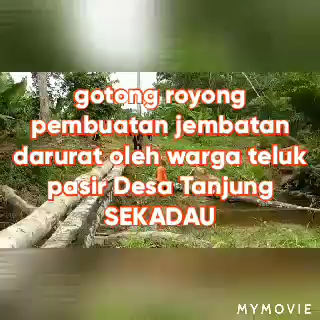 gotong royong
pembuatan jembatan
darurat oleh warga teluk
pasir Desa Tanjung
SEKADAU
MYMOVIE